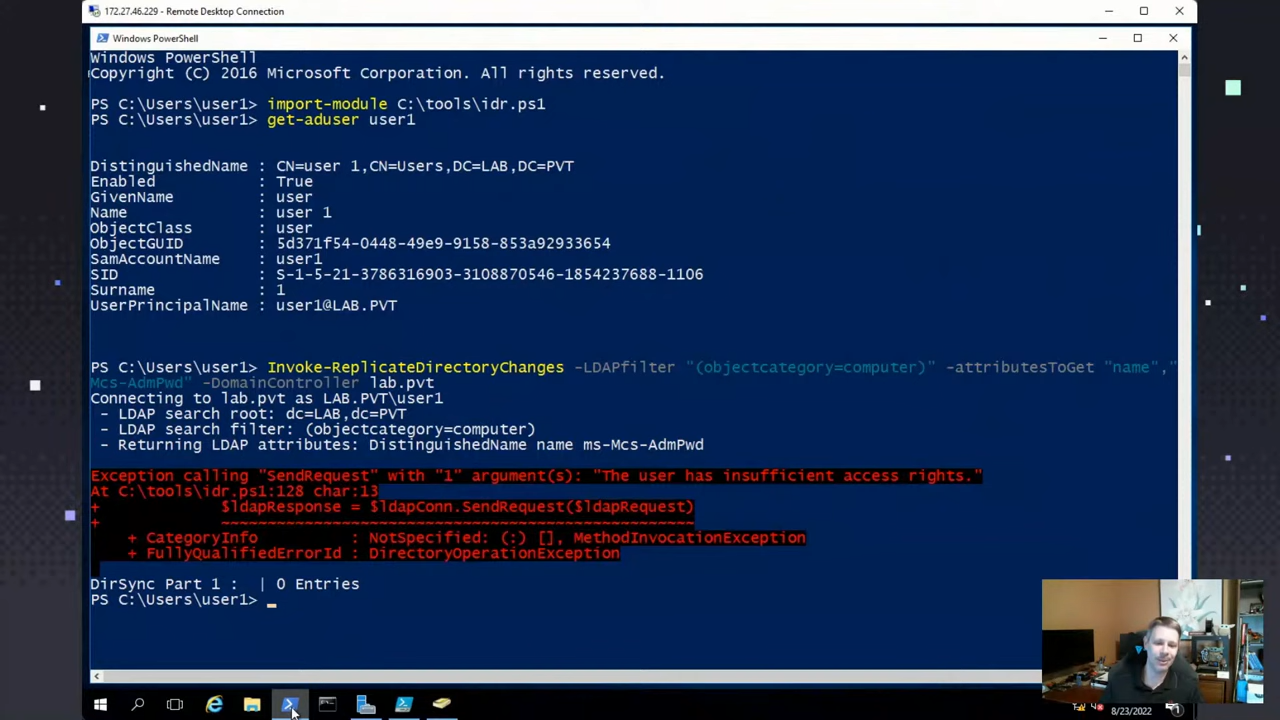 172.27.46.229 - Remote Desktop Connection
Windows PowerShell
Windows PowerShell
Copyright (C) 2016 Microsoft Corporation. All rights reserved.
PS C:\Users\user1> import-module C:\tools\idr.ps1
PS C:\Users\user1> get-aduser user1
DistinguishedName : CN=user 1,CN=Users,DC=LAB,DC=PVT
Enabled : True
GivenName : user
Name : user 1
ObjectClass : user
ObjectGUID : 5d371f54-0448-49e9-9158-853a92933654
SamAccountName : user1
SID : S-1-5-21-3786316903-3108870546-1854237688-1106
Surname : 1
UserPrincipalName : user1@LAB.PVT
PS C:\Users\user1> Invoke-ReplicateDirectoryChanges -LDAPfilter "(objectcategory=computer)" -attributesToGet "name","
Mcs-AdmPwd" -DomainController lab.pvt
Connecting to lab.pvt as LAB.PVT\user1
- LDAP search root: dc=LAB,dc=PVT
- LDAP search filter: (objectcategory=computer)
- Returning LDAP attributes: DistinguishedName name ms-Mcs-AdmPwd
Exception calling "SendRequest" with "1" argument(s): "The user has insufficient access rights."
At C:\tools\idr.ps1:128 char:13
+ $ldapResponse = $ldapConn.SendRequest($ldapRequest)
+ ~~~~~~~~~~~~~~~~~~~~~~~~~~~~~~~~~~~~~~~~~~~~~~~~~~~
+ CategoryInfo : NotSpecified: (:) [], MethodInvocationException
+ FullyQualifiedErrorId : DirectoryOperationException
DirSync Part 1 : | 0 Entries
PS C:\Users\user1> _
8/23/2022